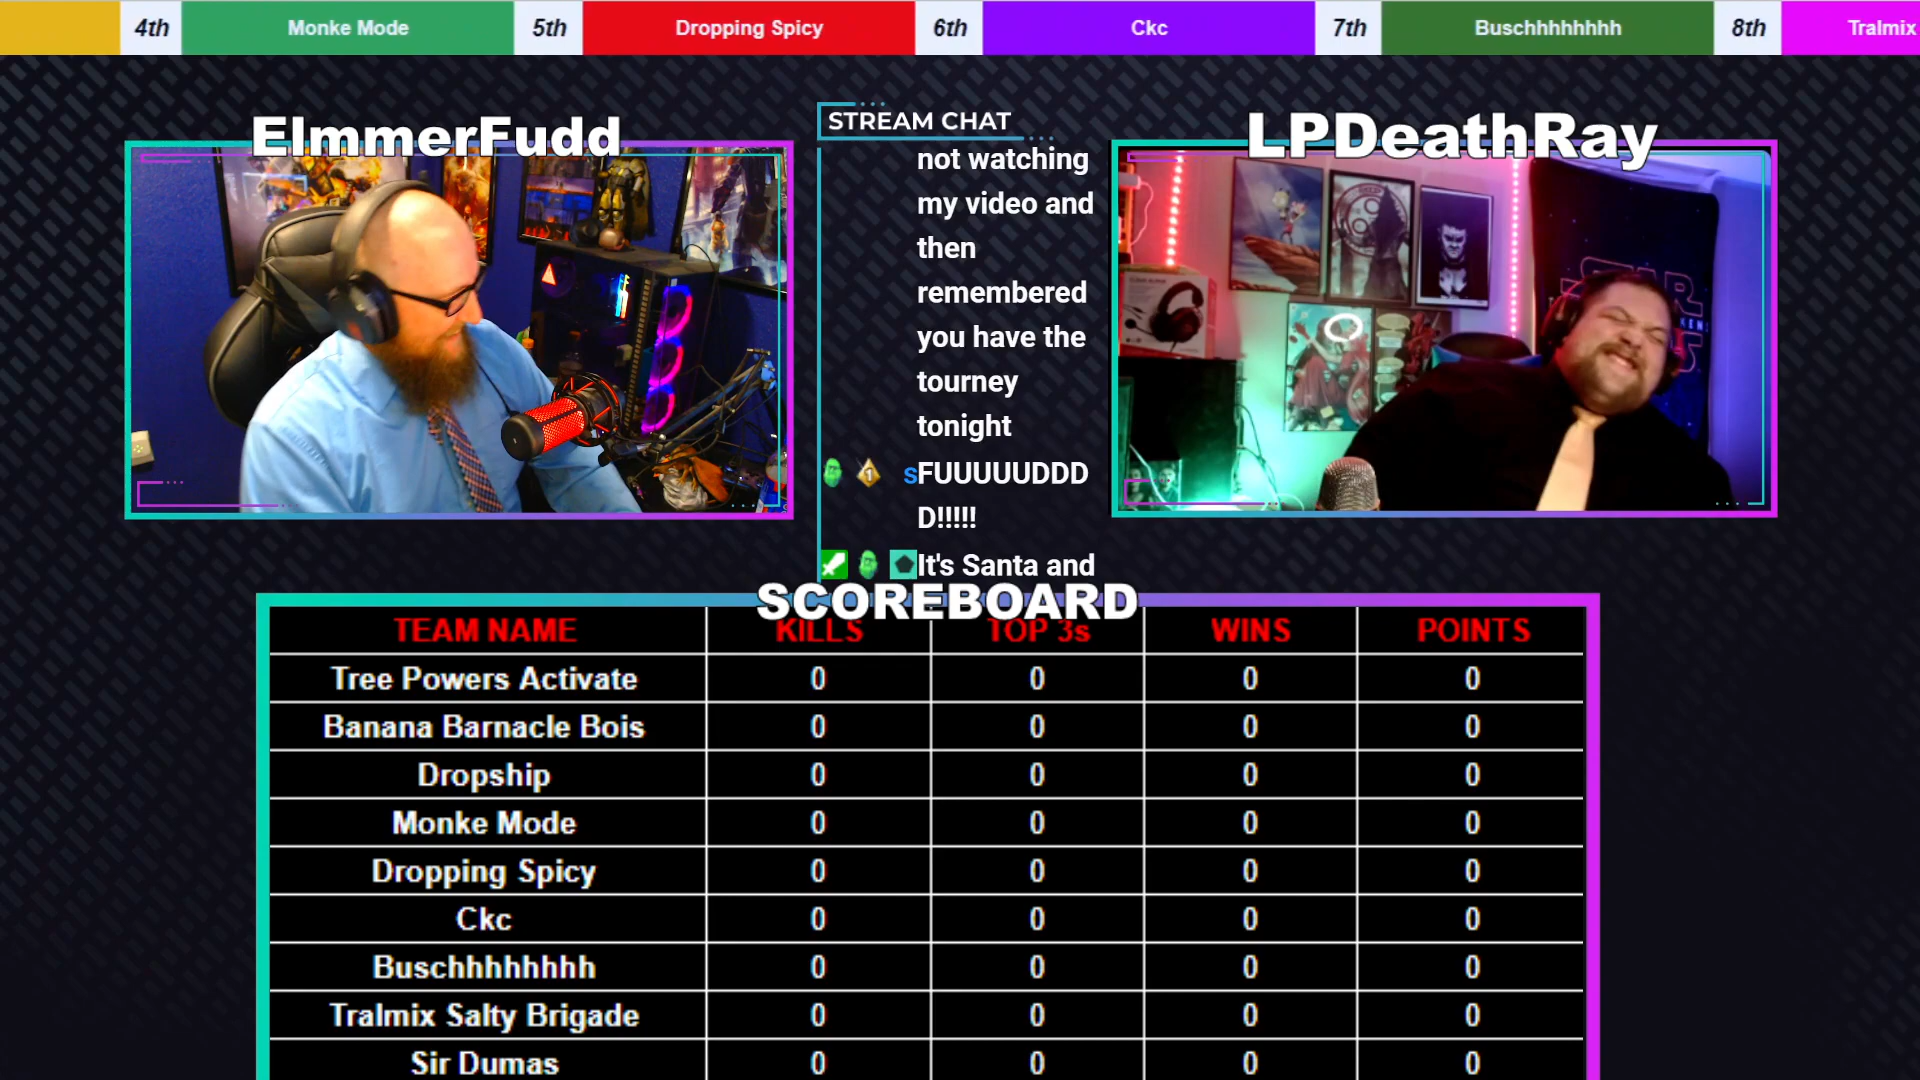 4th Monke Mode 5th Dropping Spicy 6th Ckc 7th Buschhhhhhhh 8th Tralmix
ElmmerFudd
STREAM CHAT
not watching
my video and
then
remembered
you have the
tourney
tonight
sFUUUUUDDD
D!!!!!
It's Santa and
LPDeathRay
STAR
SCOREBOARD
TEAM NAME KILLS TOP 3s WINS POINTS
Tree Powers Activate 0 0 0 0
Banana Barnacle Bois 0 0 0 0
Dropship 0 0 0 0
Monke Mode 0 0 0 0
Dropping Spicy 0 0 0 0
Ckc 0 0 0 0
Buschhhhhhhh 0 0 0 0
Tralmix Salty Brigade 0 0 0 0
Sir Dumas 0 0 0 0